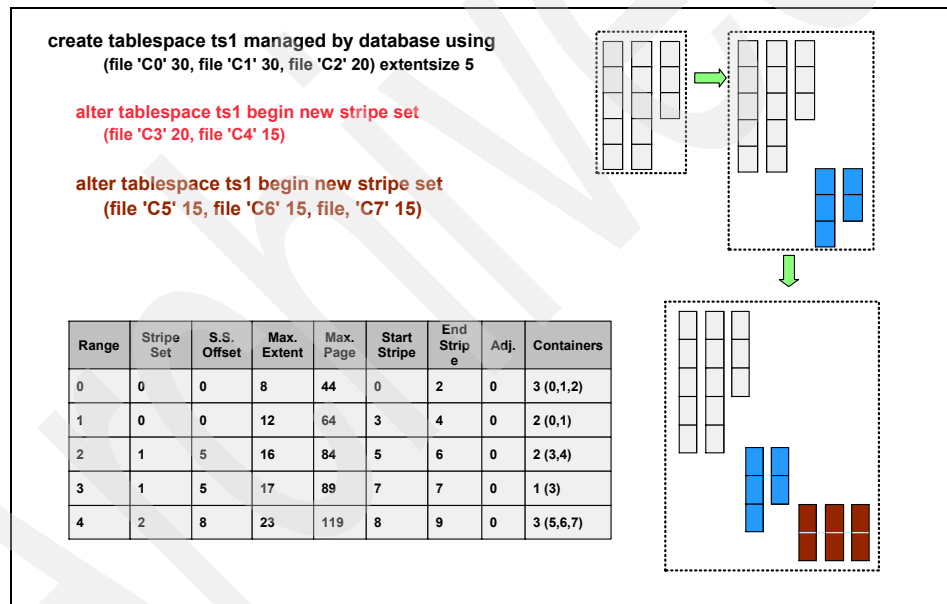 create tablespace ts1 managed by database using
(file 'C0' 30, file 'C1' 30, file 'C2' 20) extentsize 5
alter tablespace ts1 begin new stripe set
(file 'C3' 20, file 'C4' 15)
alter tablespace ts1 begin new stripe set
(file 'C5' 15, file 'C6' 15, file, 'C7' 15)
Range Stripe Set S.S. Offset Max. Extent Max. Page Start Stripe End Strip e Adj. Containers
0 0 0 8 44 0 2 0 3 (0,1,2)
1 0 0 12 64 3 4 0 2 (0,1)
2 1 5 16 84 5 6 0 2 (3,4)
3 1 5 17 89 7 7 0 1 (3)
4 2 8 23 119 8 9 0 3 (5,6,7)